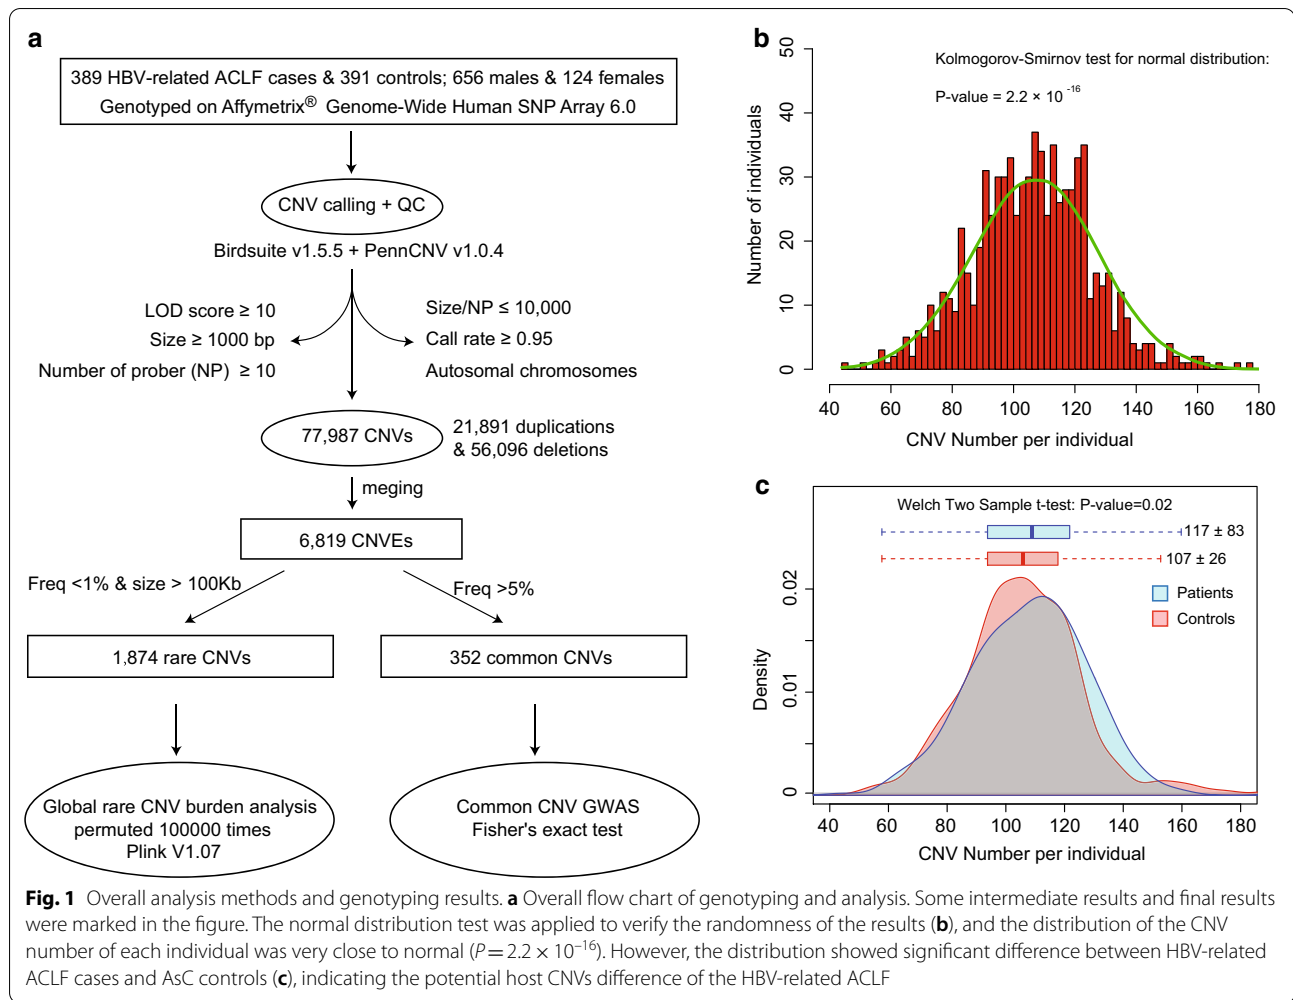 a
389 HBV-related ACLF cases & 391 controls; 656 males & 124 females
Genotyped on Affymetrix® Genome-Wide Human SNP Array 6.0
CNV calling + QC
Birdsuite v1.5.5 + PennCNV v1.0.4
LOD score ≥ 10
Size ≥ 1000 bp
Number of prober (NP) ≥ 10
Size/NP ≤ 10,000
Call rate ≥ 0.95
Autosomal chromosomes
77,987 CNVs
21,891 duplications
& 56,096 deletions
meging
6,819 CNVEs
Freq <1% & size > 100Kb
Freq >5%
1,874 rare CNVs
352 common CNVs
Global rare CNV burden analysis
permuted 100000 times
Plink V1.07
Common CNV GWAS
Fisher's exact test
b
Kolmogorov-Smirnov test for normal distribution:
P-value = 2.2 × 10 -16
Number of individuals
50
40
30
20
10
0
40 60 80 100 120 140 160 180
CNV Number per individual
c
Welch Two Sample t-test: P-value=0.02
117 ± 83
107 ± 26
Patients
Controls
Density
0.02
0.01
0
40 60 80 100 120 140 160 180
CNV Number per individual
Fig. 1 Overall analysis methods and genotyping results. a Overall flow chart of genotyping and analysis. Some intermediate results and final results
were marked in the figure. The normal distribution test was applied to verify the randomness of the results (b), and the distribution of the CNV
number of each individual was very close to normal (P = 2.2 × 10–16). However, the distribution showed significant difference between HBV-related
ACLF cases and AsC controls (c), indicating the potential host CNVs difference of the HBV-related ACLF